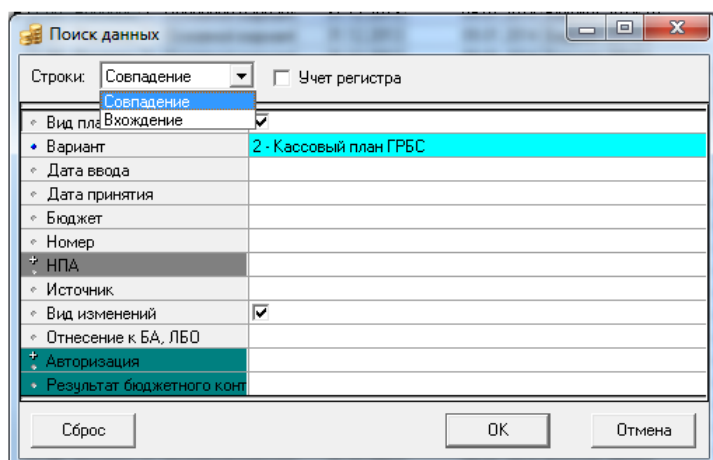 Поиск данных
Строки: Совпадение Учет регистра
Совпадение
Вхождение
Вид пла
Вариант 2 - Кассовый план ГРБС
Дата ввода
Дата принятия
Бюджет
Номер
НПА
Источник
Вид изменений
Отнесение к БА, ЛБО
Авторизация
Результат бюджетного конт
Сброс OK Отмена